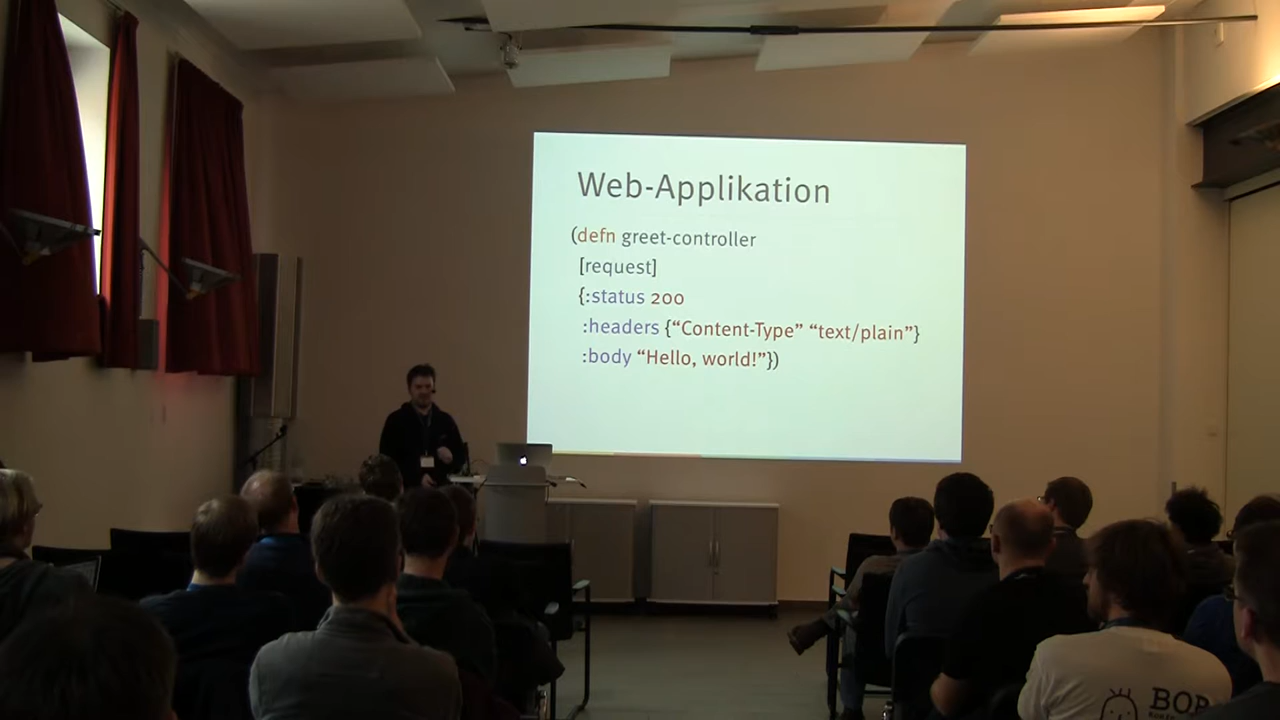 Web-Applikation
(defn greet-controller
[request]
{:status 200
:headers {“Content-Type” “text/plain”}
:body “Hello, world!”})
BOB